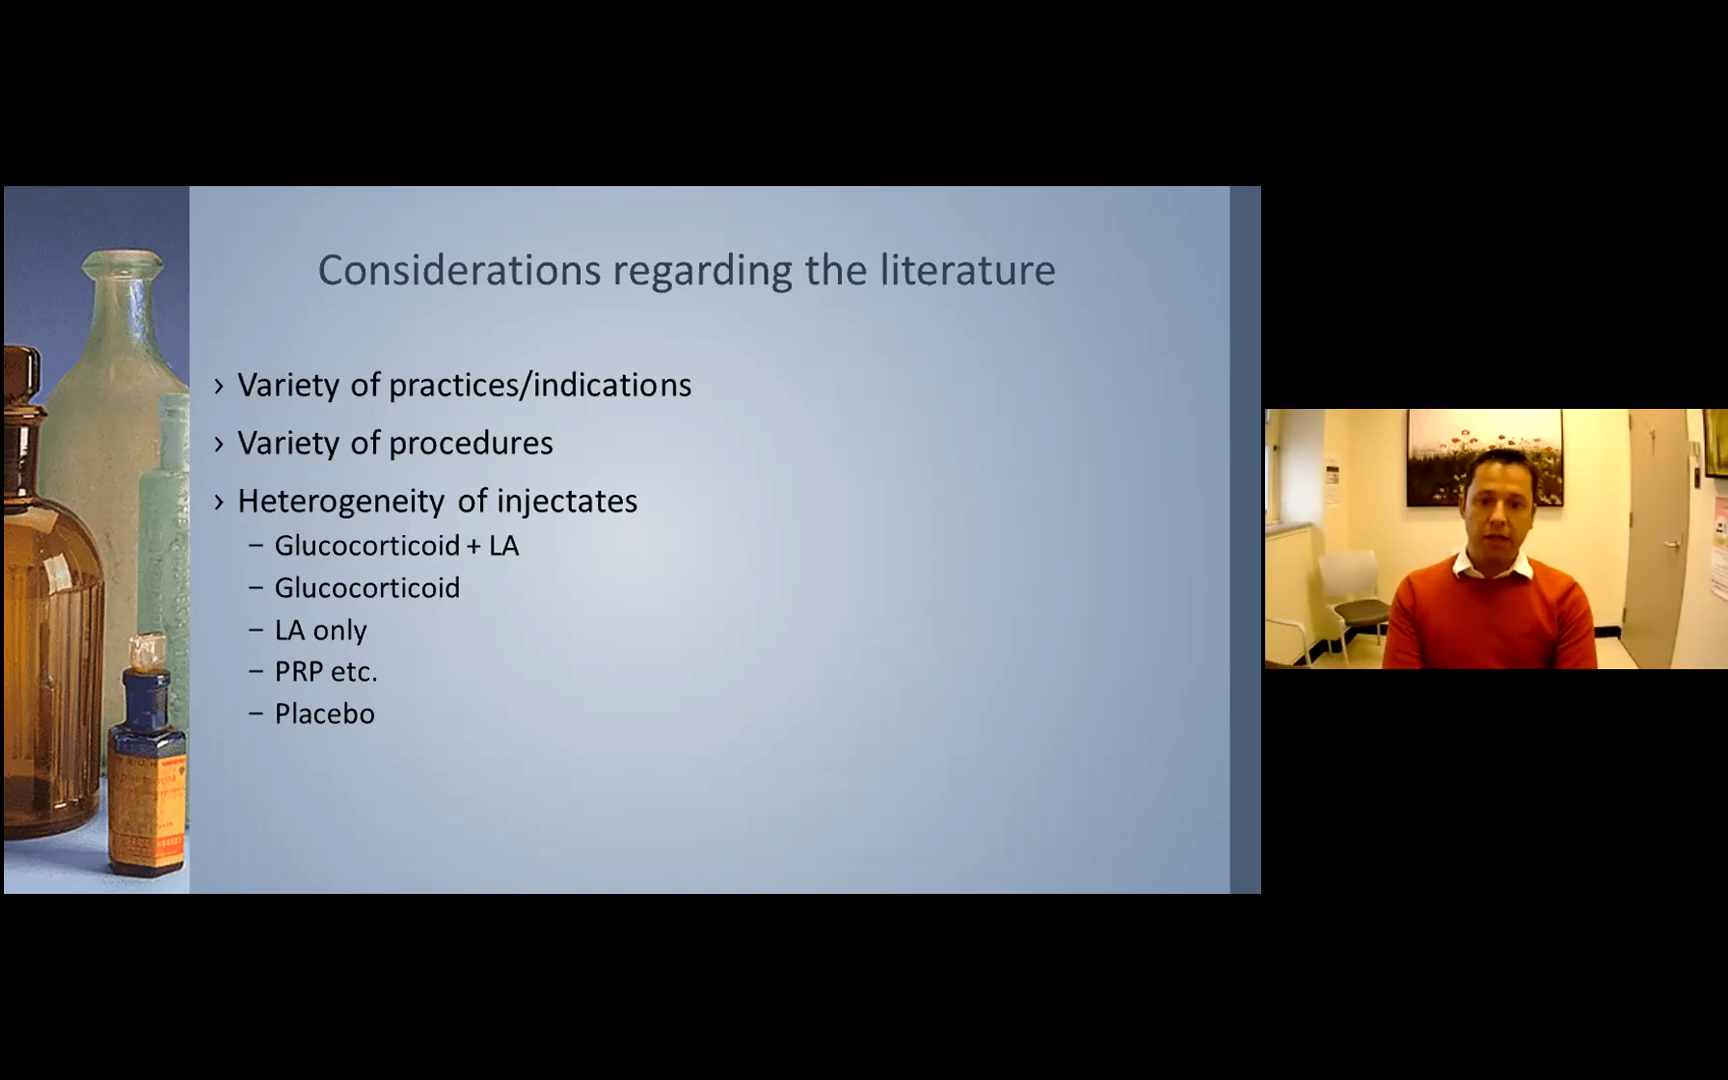 Considerations regarding the literature
› Variety of practices/indications
› Variety of procedures
› Heterogeneity of injectates
– Glucocorticoid + LA
– Glucocorticoid
– LA only
– PRP etc.
– Placebo